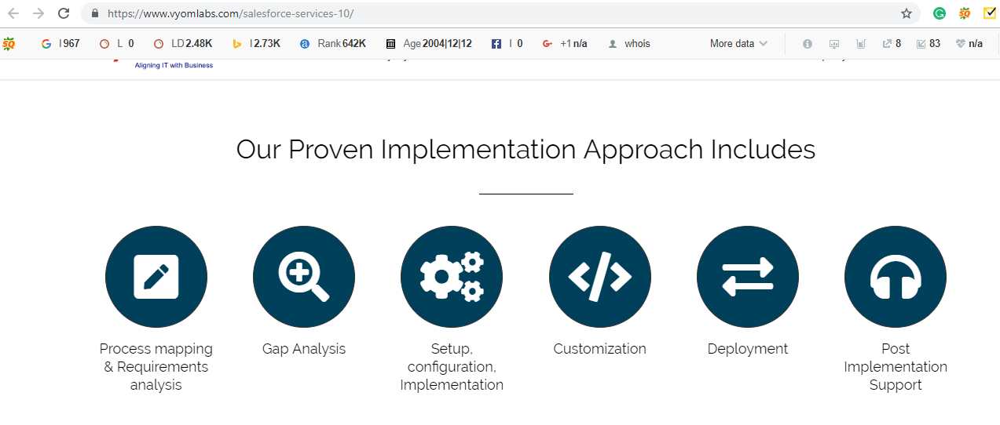 https://www.vyomlabs.com/salesforce-services-10/
SQ I 967 L 0 LD 2.48K I 2.73K Rank 642K Age 2004|12|12 I 0 +1 n/a whois More data 8 83 n/a
Aligning IT with Business
Our Proven Implementation Approach Includes
Process mapping
& Requirements
analysis
Gap Analysis
Setup,
configuration,
Implementation
Customization
Deployment
Post
Implementation
Support